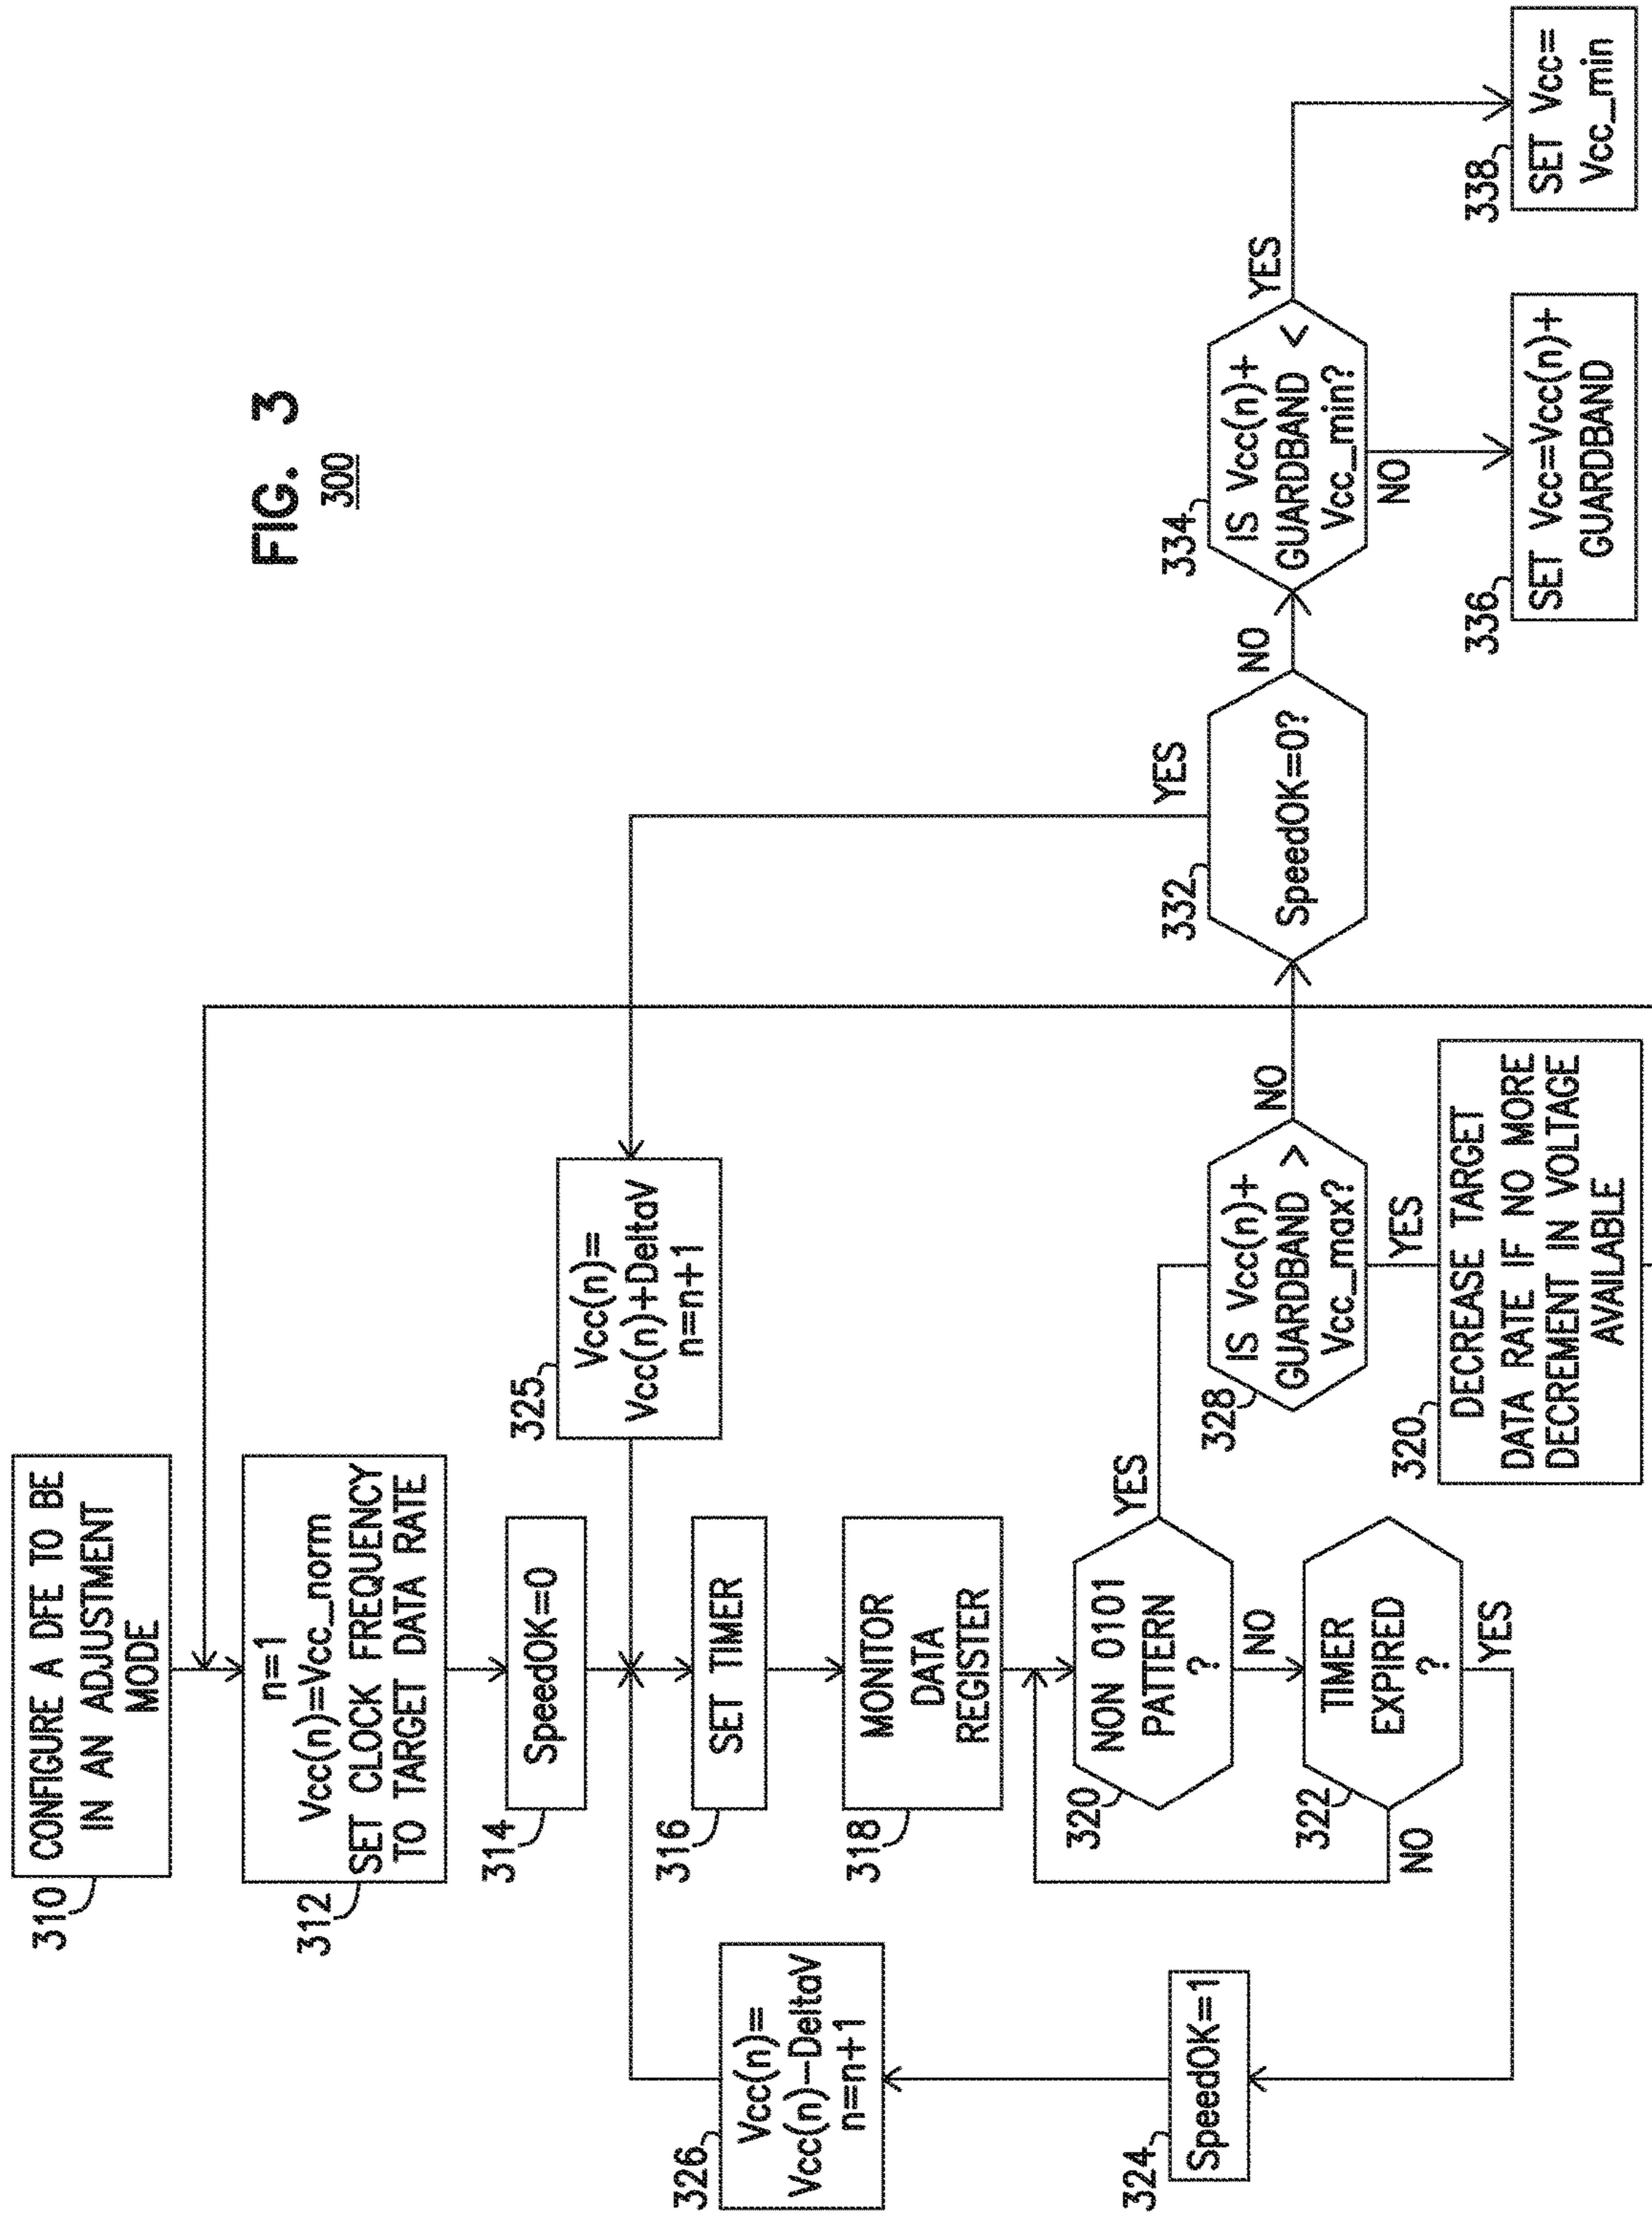 FIG. 3
300
310
CONFIGURE A DFE TO BE
IN AN ADJUSTMENT
MODE
312
n=1
Vcc(n)=Vcc_norm
SET CLOCK FREQUENCY
TO TARGET DATA RATE
314
SpeedOK=0
325
Vcc(n)=
Vcc(n)+DeltaV
n=n+1
316
SET TIMER
326
Vcc(n)=
Vcc(n)-DeltaV
n=n+1
318
MONITOR
DATA
REGISTER
320
NON 0101
PATTERN
?
YES
NO
322
TIMER
EXPIRED
?
NO
YES
324
SpeedOK=1
328
IS Vcc(n)+
GUARDBAND >
Vcc_max?
NO
YES
320
DECREASE TARGET
DATA RATE IF NO MORE
DECREMENT IN VOLTAGE
AVAILABLE
332
SpeedOK=0?
YES
NO
334
IS Vcc(n)+
GUARDBAND <
Vcc_min?
YES
NO
336
SET Vcc=Vcc(n)+
GUARDBAND
338
SET Vcc=
Vcc_min